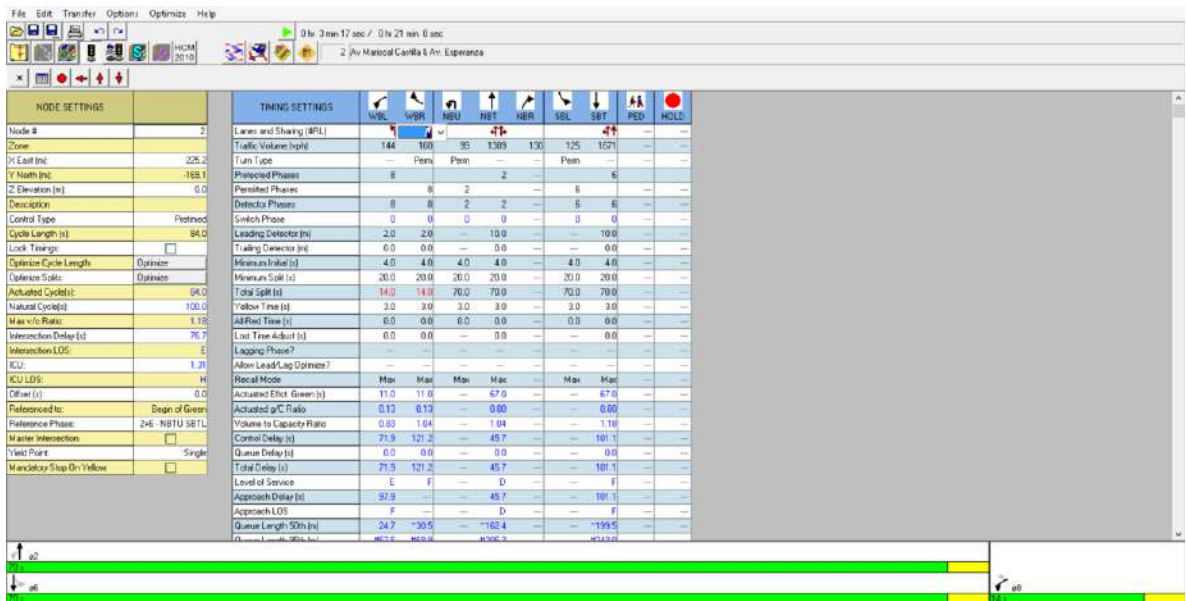 File Edit Transfer Options Optimize Help
0 hr 3 min 17 sec / 0 hr 21 min 0 sec
HCM 2010
2 Av Mariscal Castilla & Av. Esperanza
NODE SETTINGS
Node # 2
Zone:
X East (m): 225.2
Y North (m): -169.1
Z Elevation (m): 0.0
Description
Control Type Pretimed
Cycle Length (s): 84.0
Lock Timings:
Optimize Cycle Length: Optimize
Optimize Splits: Optimize
Actuated Cycle(s): 84.0
Natural Cycle(s): 100.0
Max v/c Ratio: 1.18
Intersection Delay (s): 76.7
Intersection LOS: E
ICU: 1.31
ICU LOS: H
Offset (s): 0.0
Referenced to: Begin of Green
Reference Phase: 2+6 - NBTU SBTL
Master Intersection:
Yield Point: Single
Mandatory Stop On Yellow
TIMING SETTINGS WBL WBR NBU NBT NBR SBL SBT PED HOLD
Lanes and Sharing (#RL) — —
Traffic Volume (vph) 144 160 99 1309 130 125 1671 — —
Turn Type — Perm Perm — — Perm — — —
Protected Phases 8 2 — 6 — —
Permitted Phases 8 2 — 6 — —
Detector Phases 8 8 2 2 — 6 6 — —
Switch Phase 0 0 0 0 — 0 0 — —
Leading Detector (m) 2.0 2.0 — 10.0 — — 10.0 — —
Trailing Detector (m) 0.0 0.0 — 0.0 — — 0.0 — —
Minimum Initial (s) 4.0 4.0 4.0 4.0 — 4.0 4.0 — —
Minimum Split (s) 20.0 20.0 20.0 20.0 — 20.0 20.0 — —
Total Split (s) 14.0 14.0 70.0 70.0 — 70.0 70.0 — —
Yellow Time (s) 3.0 3.0 3.0 3.0 — 3.0 3.0 — —
All-Red Time (s) 0.0 0.0 0.0 0.0 — 0.0 0.0 — —
Lost Time Adjust (s) 0.0 0.0 — 0.0 — — 0.0 — —
Lagging Phase? — — — — — — — — —
Allow Lead/Lag Optimize? — — — — — — — — —
Recall Mode Max Max Max Max — Max Max — —
Actuated Effct. Green (s) 11.0 11.0 — 67.0 — — 67.0 — —
Actuated g/C Ratio 0.13 0.13 — 0.80 — — 0.80 — —
Volume to Capacity Ratio 0.83 1.04 — 1.04 — — 1.18 — —
Control Delay (s) 71.9 121.2 — 45.7 — — 101.1 — —
Queue Delay (s) 0.0 0.0 — 0.0 — — 0.0 — —
Total Delay (s) 71.9 121.2 — 45.7 — — 101.1 — —
Level of Service E F — D — — F — —
Approach Delay (s) 97.9 — — 45.7 — — 101.1 — —
Approach LOS F — — D — — F — —
Queue Length 50th (m) 24.7 ~30.5 — ~162.4 — — ~199.5 — —
ø2
70 s
ø6
70 s
ø8
14 s